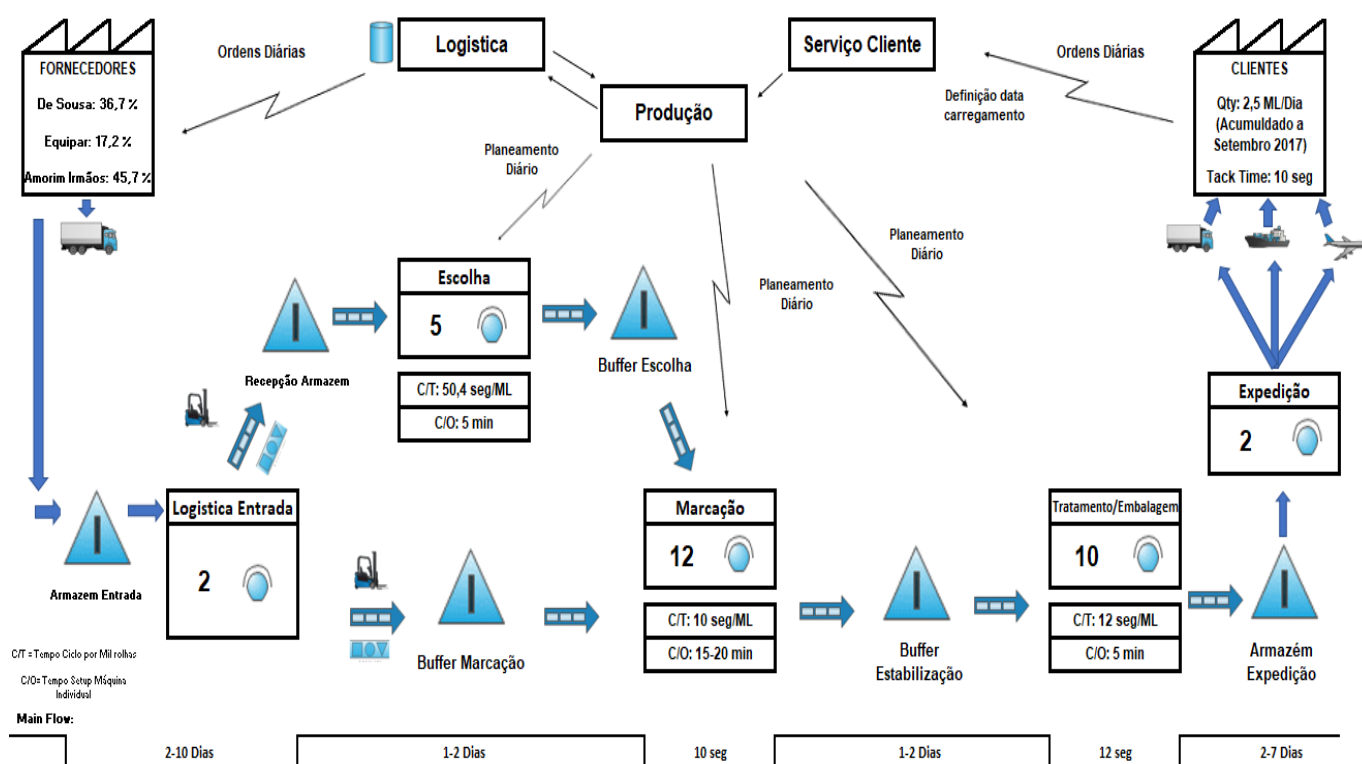 FORNECEDORES
De Sousa: 36,7 %
Equipar: 17,2 %
Amorim Irmãos: 45,7 %
Ordens Diárias
Logistica
Produção
Serviço Cliente
Ordens Diárias
Definição data
carregamento
CLIENTES
Qty: 2,5 ML/Dia
(Acumuldado a
Setembro 2017)
Tack Time: 10 seg
Planeamento
Diário
Planeamento
Diário
Planeamento
Diário
Recepção Armazem
Escolha
5
C/T: 50,4 seg/ML
C/O: 5 min
Buffer Escolha
Expedição
2
Armazem Entrada
Logistica Entrada
2
Buffer Marcação
Marcação
12
C/T: 10 seg/ML
C/O: 15-20 min
Buffer
Estabilização
Tratamento/Embalagem
10
C/T: 12 seg/ML
C/O: 5 min
Armazém
Expedição
C/T = Tempo Ciclo por Mil rolhas
C/O= Tempo Setup Máquina
Individual
Main Flow:
2-10 Dias
1-2 Dias
10 seg
1-2 Dias
12 seg
2-7 Dias